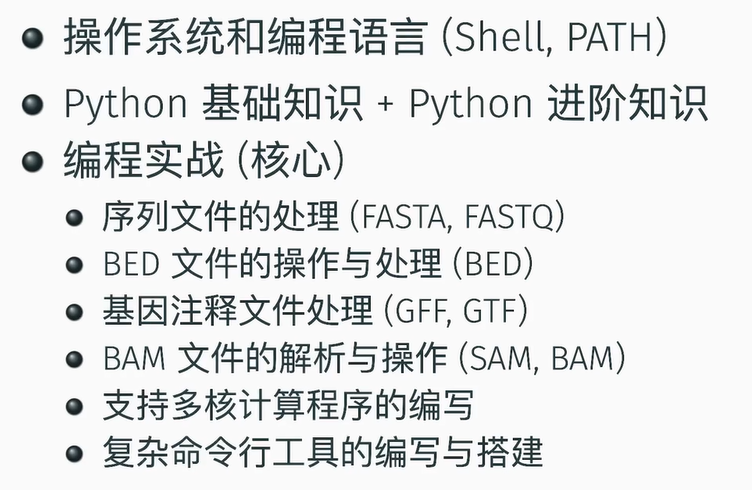 操作系统和编程语言 (Shell, PATH)
Python 基础知识 + Python 进阶知识
编程实战 (核心)
序列文件的处理 (FASTA, FASTQ)
BED 文件的操作与处理 (BED)
基因注释文件处理 (GFF, GTF)
BAM 文件的解析与操作 (SAM, BAM)
支持多核计算程序的编写
复杂命令行工具的编写与搭建